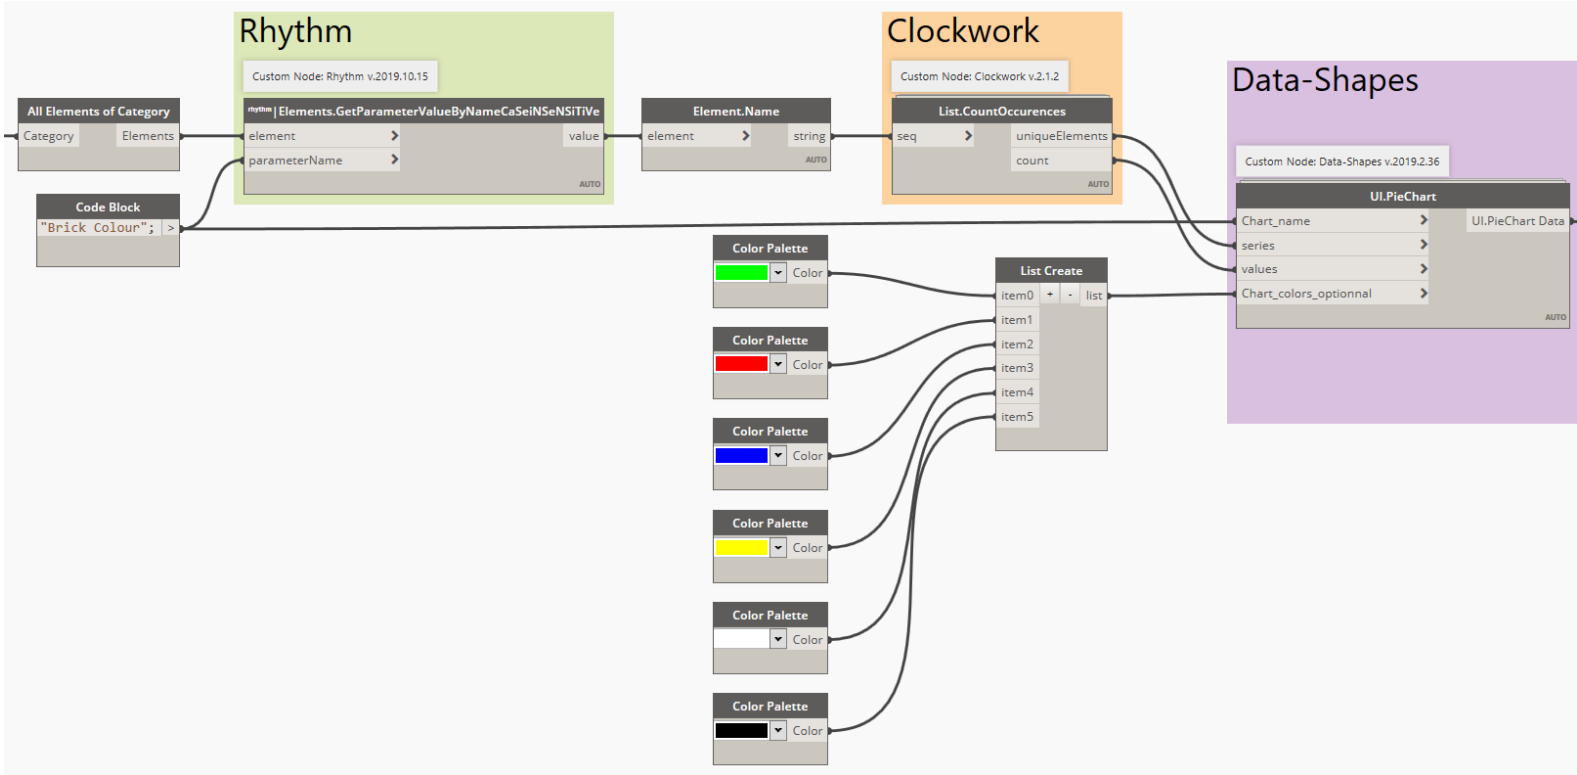 Rhythm
Custom Node: Rhythm v.2019.10.15
Clockwork
Custom Node: Clockwork v.2.1.2
Data-Shapes
Custom Node: Data-Shapes v.2019.2.36
All Elements of Category
Category Elements
rhythm|Elements.GetParameterValueByNameCaSeiNSeNSiTiVe
element > value
parameterName >
AUTO
Element.Name
element > string
AUTO
List.CountOccurences
seq > uniqueElements
count
AUTO
Code Block
"Brick Colour"; >
UI.PieChart
Chart_name > UI.PieChart Data
series >
values >
Chart_colors_optionnal >
AUTO
Color Palette
Color
Color Palette
Color
Color Palette
Color
Color Palette
Color
Color Palette
Color
Color Palette
Color
List Create
item0 + - list
item1
item2
item3
item4
item5